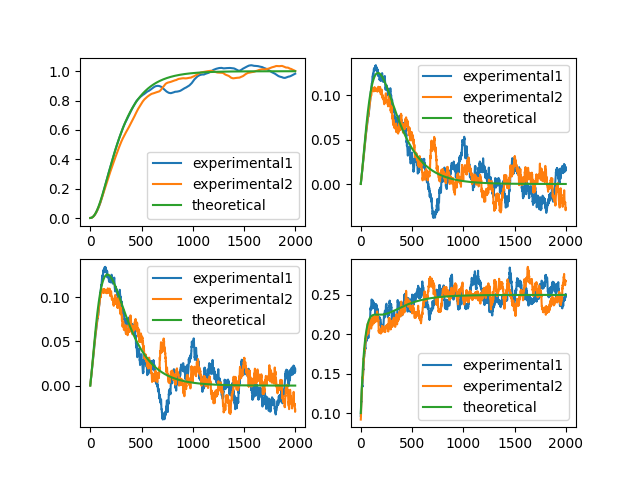 1.0
0.8
0.6
0.4
0.2
0.0
experimental1
experimental2
theoretical
0 500 1000 1500 2000
0.10
0.05
0.00
experimental1
experimental2
theoretical
0 500 1000 1500 2000
0.10
0.05
0.00
experimental1
experimental2
theoretical
0 500 1000 1500 2000
0.25
0.20
0.15
0.10
experimental1
experimental2
theoretical
0 500 1000 1500 2000